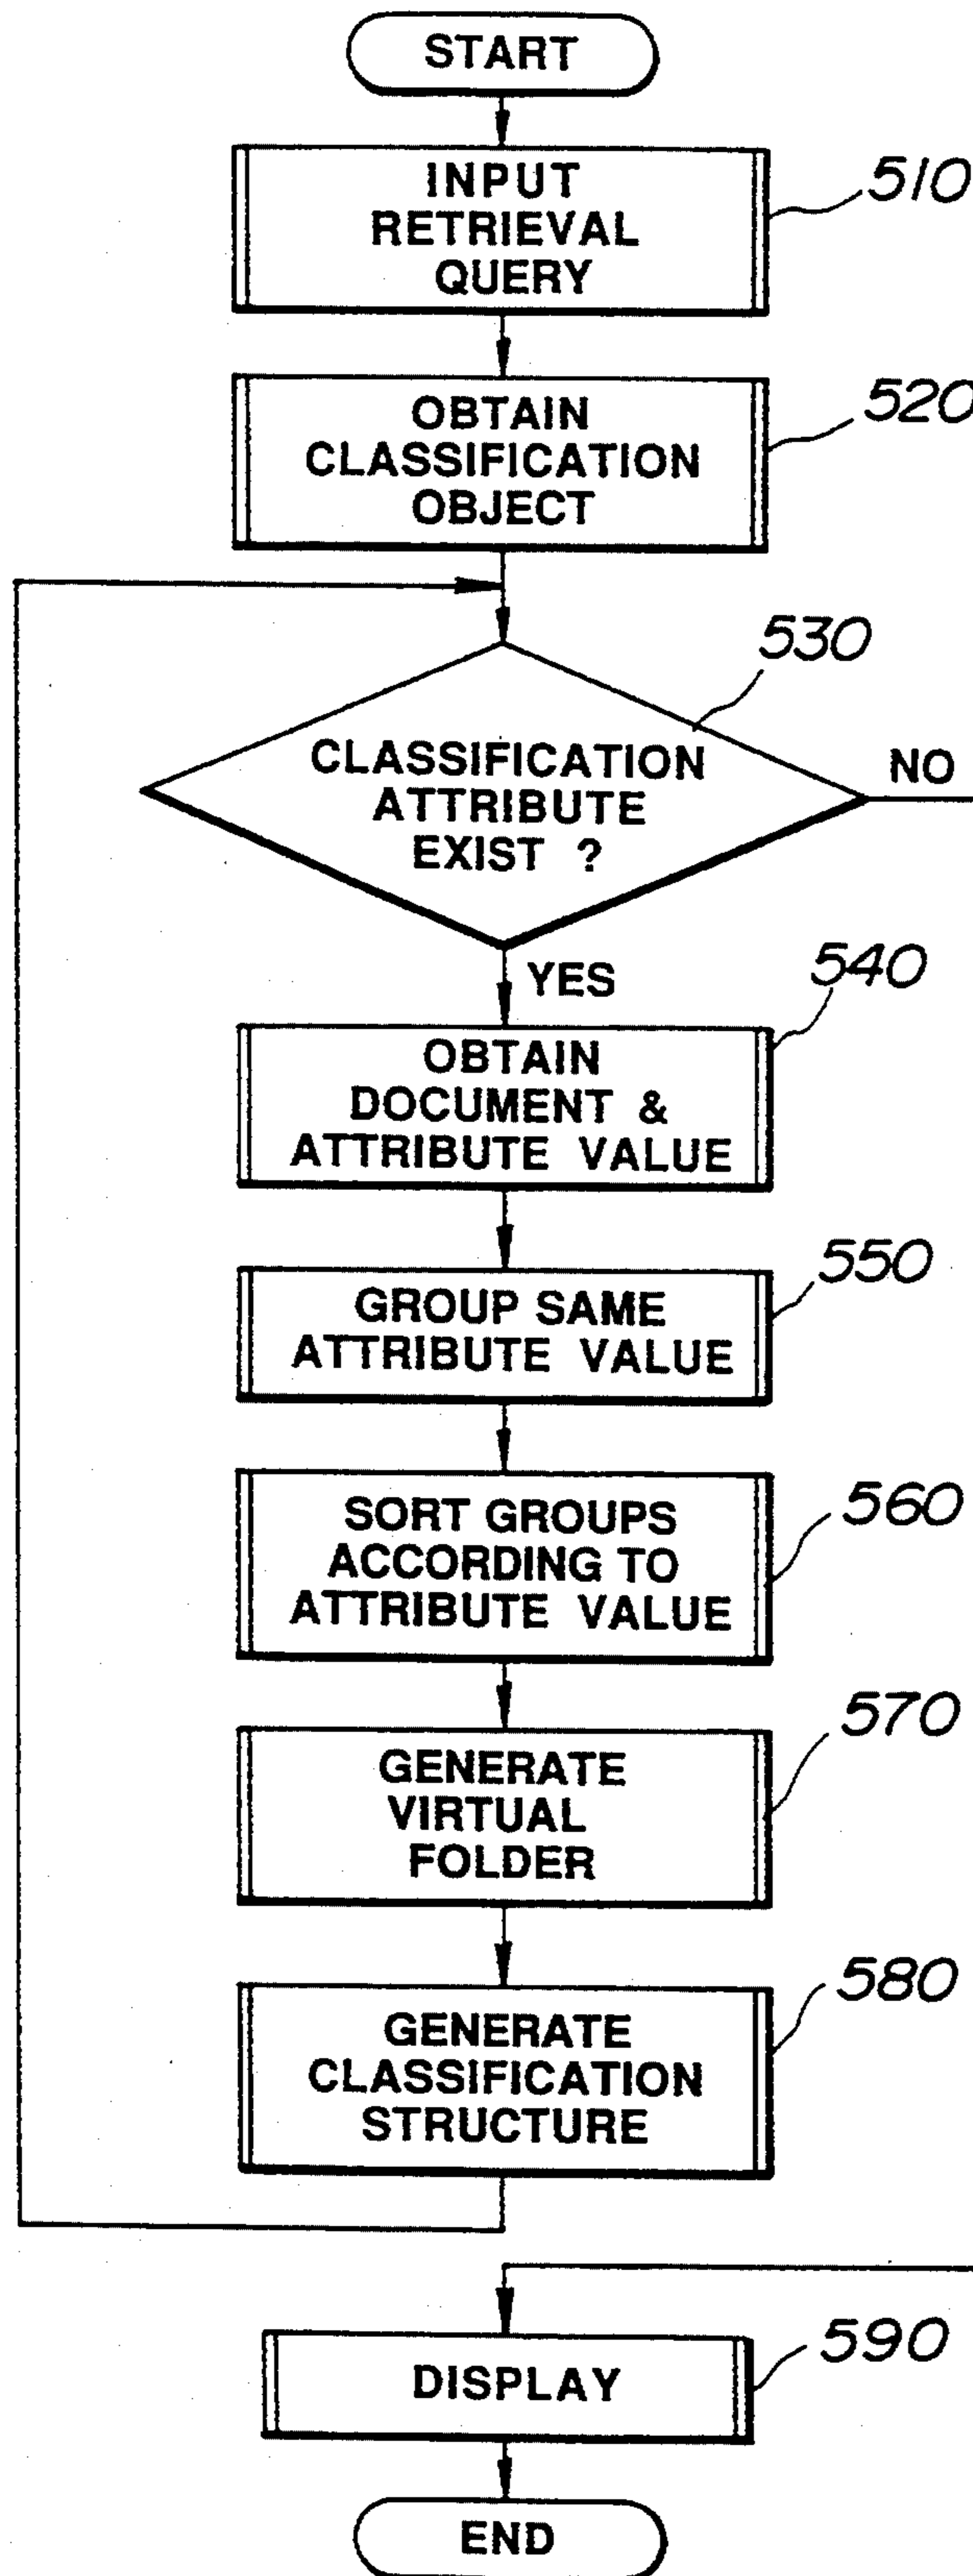 START
INPUT
RETRIEVAL
QUERY
510
OBTAIN
CLASSIFICATION
OBJECT
520
530
CLASSIFICATION
ATTRIBUTE
EXIST ?
NO
YES
540
OBTAIN
DOCUMENT &
ATTRIBUTE VALUE
550
GROUP SAME
ATTRIBUTE VALUE
SORT GROUPS
ACCORDING TO
ATTRIBUTE VALUE
560
570
GENERATE
VIRTUAL
FOLDER
580
GENERATE
CLASSIFICATION
STRUCTURE
590
DISPLAY
END